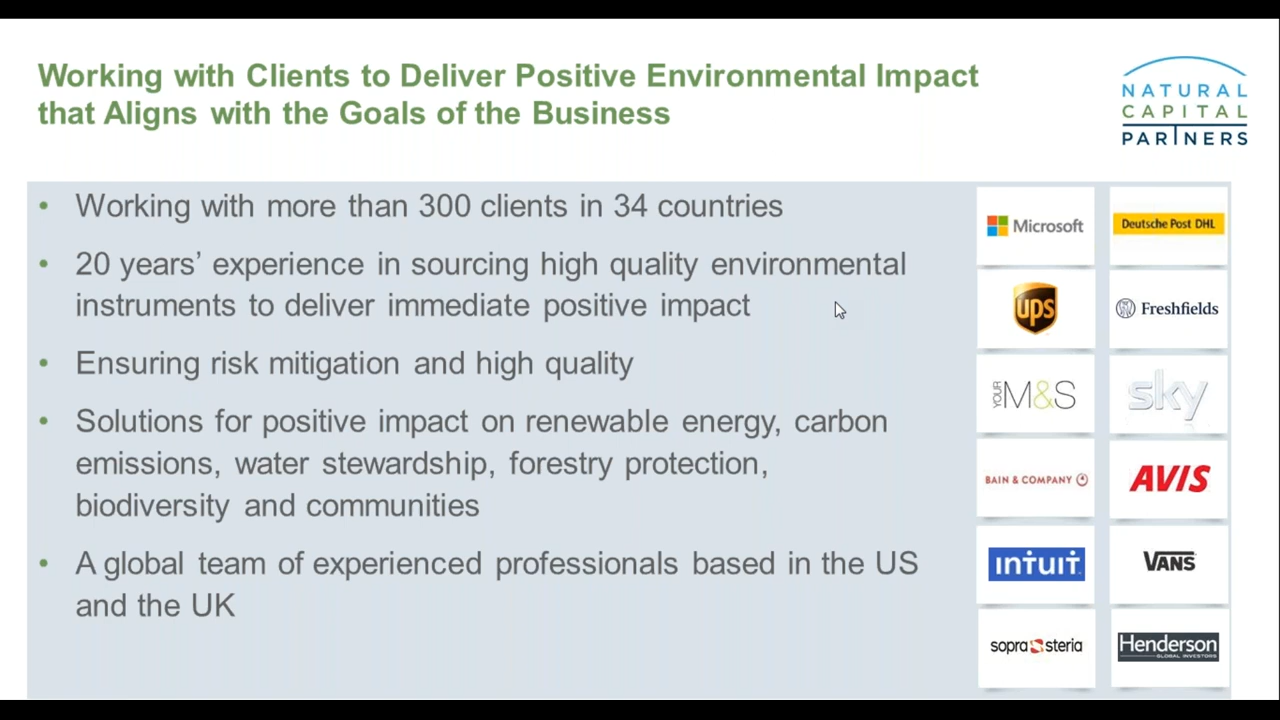 Working with Clients to Deliver Positive Environmental Impact
that Aligns with the Goals of the Business
NATURAL
CAPITAL
PARTNERS
• Working with more than 300 clients in 34 countries
• 20 years’ experience in sourcing high quality environmental
instruments to deliver immediate positive impact
• Ensuring risk mitigation and high quality
• Solutions for positive impact on renewable energy, carbon
emissions, water stewardship, forestry protection,
biodiversity and communities
• A global team of experienced professionals based in the US
and the UK
Microsoft
Deutsche Post DHL
ups
Freshfields
YOUR M&S
sky
BAIN & COMPANY
AVIS
intuit
VANS
sopra steria
Henderson
GLOBAL INVESTORS